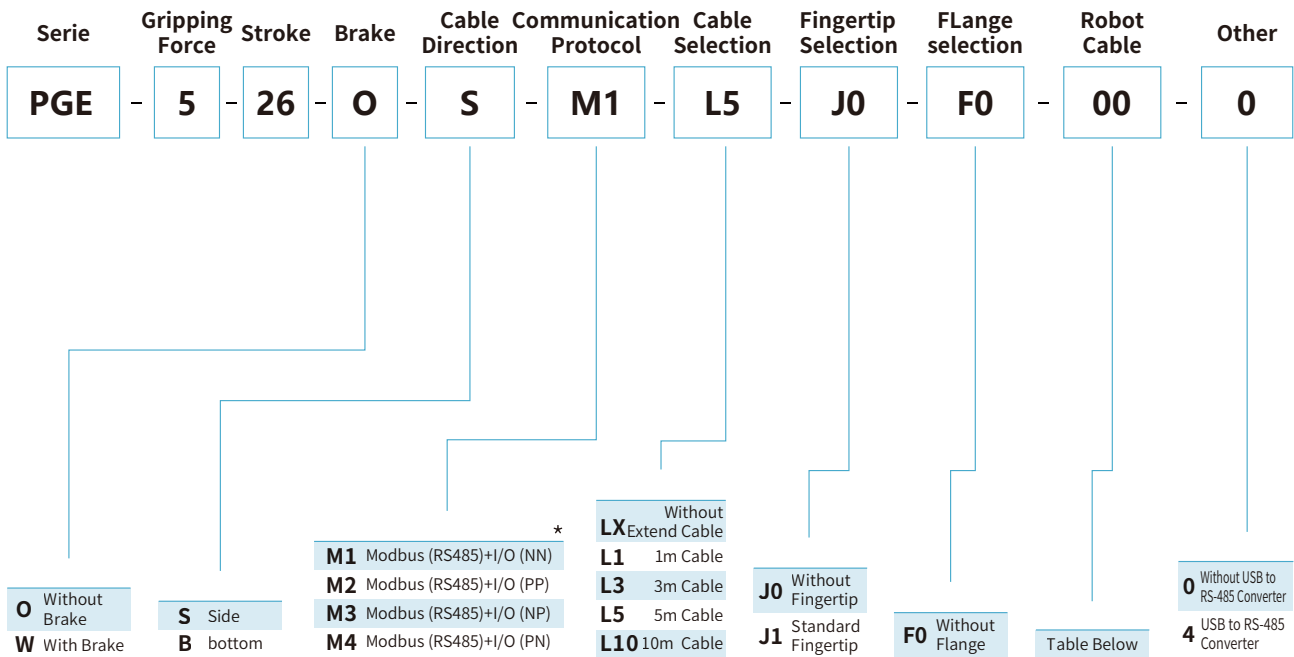 Serie
Gripping
Force
Stroke
Brake
Cable
Direction
Communication
Protocol
Cable
Selection
Fingertip
Selection
FLange
selection
Robot
Cable
Other
PGE - 5 - 26 - O - S - M1 - L5 - J0 - F0 - 00 - 0
O Without
Brake
W With Brake
S Side
B bottom
*
M1 Modbus (RS485)+I/O (NN)
M2 Modbus (RS485)+I/O (PP)
M3 Modbus (RS485)+I/O (NP)
M4 Modbus (RS485)+I/O (PN)
LX Without
Extend Cable
L1 1m Cable
L3 3m Cable
L5 5m Cable
L10 10m Cable
J0 Without
Fingertip
J1 Standard
Fingertip
F0 Without
Flange
Table Below
0 Without USB to
RS-485 Converter
4 USB to RS-485
Converter